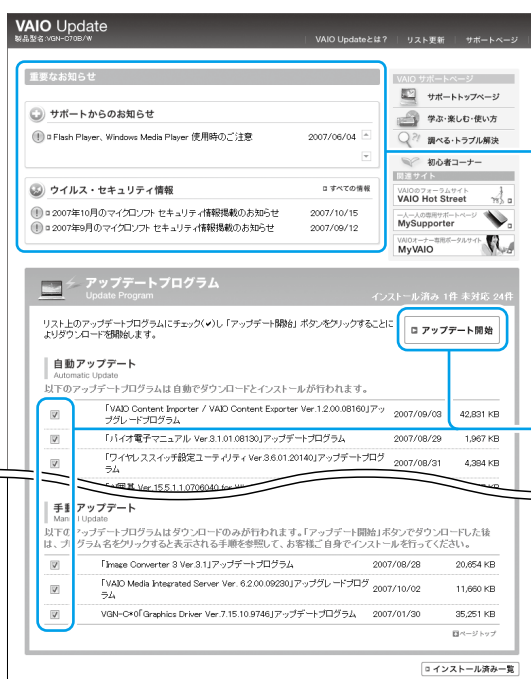 VAIO Update
製品型名:VGN-C70B/W
VAIO Updateとは?
リスト更新
サポートページ
重要なお知らせ
サポートからのお知らせ
Flash Player、Windows Media Player 使用時のご注意 2007/06/04
ウイルス・セキュリティ情報
すべての情報
2007年10月のマイクロソフト セキュリティ情報掲載のお知らせ 2007/10/15
2007年9月のマイクロソフト セキュリティ情報掲載のお知らせ 2007/09/12
VAIO サポートページ
サポートトップページ
学ぶ・楽しむ・使い方
調べる・トラブル解決
初心者コーナー
関連サイト
VAIOのフォーラムサイト
VAIO Hot Street
一人一人の専用サポートページ
MySupporter
VAIOオーナー専用ポータルサイト
MyVAIO
アップデートプログラム
Update Program
インストール済み 1件 未対応 24件
リスト上のアップデートプログラムにチェック(✔)し「アップデート開始」ボタンをクリックすることに
よりダウンロードを開始します。
アップデート開始
自動アップデート
Automatic Update
以下のアップデートプログラムは自動でダウンロードとインストールが行われます。
「VAIO Content Importer / VAIO Content Exporter Ver.1.2.00.08160」アッ
プグレードプログラム
2007/09/03 42,831 KB
「バイオ電子マニュアル Ver.3.1.01.08130」アップデートプログラム 2007/08/29 1,967 KB
「ワイヤレススイッチ設定ユーティリティ Ver.3.6.01.20140」アップデートプログ
ラム
2007/08/31 4,384 KB
Ver.15.5.1.1.0706040 for
KB
手動アップデート
Manual Update
以下のアップデートプログラムはダウンロードのみが行われます。「アップデート開始」ボタンでダウンロードした後
は、プログラム名をクリックすると表示される手順を参照して、お客様ご自身でインストールを行ってください。
「Image Converter 3 Ver.3.1」アップデートプログラム 2007/08/28 20,654 KB
「VAIO Media Integrated Server Ver. 6.2.00.09230」アップグレードプログ
ラム
2007/10/02 11,660 KB
VGN-C*0「Graphics Driver Ver.7.15.10.9746」アップデートプログラム 2007/01/30 35,251 KB
ページトップ
インストール済み一覧